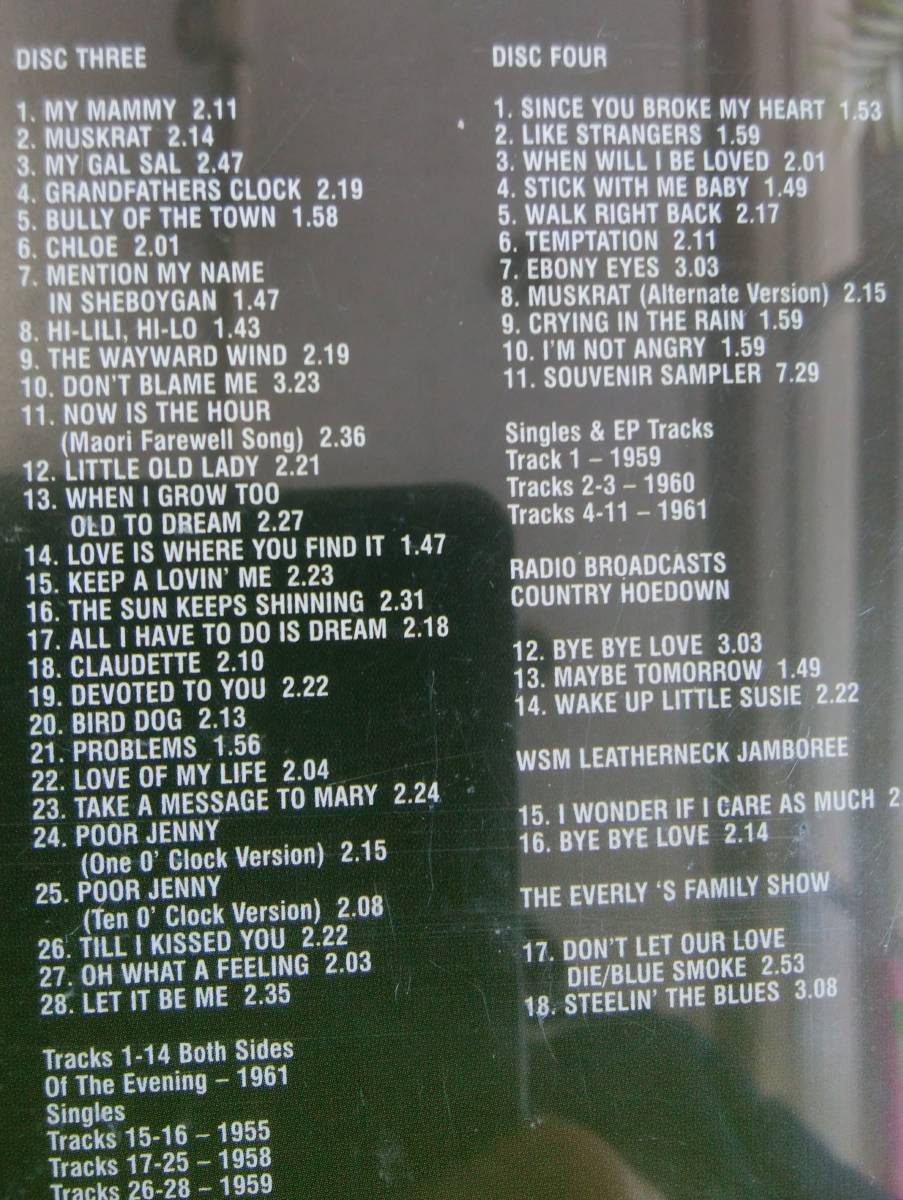 DISC THREE
1. MY MAMMY 2.11
2. MUSKRAT 2.14
3. MY GAL SAL 2.47
4. GRANDFATHERS CLOCK 2.19
5. BULLY OF THE TOWN 1.58
6. CHLOE 2.01
7. MENTION MY NAME
IN SHEBOYGAN 1.47
8. HI-LILI, HI-LO 1.43
9. THE WAYWARD WIND 2.19
10. DON'T BLAME ME 3.23
11. NOW IS THE HOUR
(Maori Farewell Song) 2.36
12. LITTLE OLD LADY 2.21
13. WHEN I GROW TOO
OLD TO DREAM 2.27
14. LOVE IS WHERE YOU FIND IT 1.47
15. KEEP A LOVIN' ME 2.23
16. THE SUN KEEPS SHINNING 2.31
17. ALL I HAVE TO DO IS DREAM 2.18
18. CLAUDETTE 2.10
19. DEVOTED TO YOU 2.22
20. BIRD DOG 2.13
21. PROBLEMS 1.56
22. LOVE OF MY LIFE 2.04
23. TAKE A MESSAGE TO MARY 2.24
24. POOR JENNY
(One O' Clock Version) 2.15
25. POOR JENNY
(Ten O' Clock Version) 2.08
26. TILL I KISSED YOU 2.22
27. OH WHAT A FEELING 2.03
28. LET IT BE ME 2.35
Tracks 1-14 Both Sides
Of The Evening – 1961
Singles
Tracks 15-16 – 1955
Tracks 17-25 – 1958
Tracks 26-28 – 1959
DISC FOUR
1. SINCE YOU BROKE MY HEART 1.53
2. LIKE STRANGERS 1.59
3. WHEN WILL I BE LOVED 2.01
4. STICK WITH ME BABY 1.49
5. WALK RIGHT BACK 2.17
6. TEMPTATION 2.11
7. EBONY EYES 3.03
8. MUSKRAT (Alternate Version) 2.15
9. CRYING IN THE RAIN 1.59
10. I'M NOT ANGRY 1.59
11. SOUVENIR SAMPLER 7.29
Singles & EP Tracks
Track 1 – 1959
Tracks 2-3 – 1960
Tracks 4-11 – 1961
RADIO BROADCASTS
COUNTRY HOEDOWN
12. BYE BYE LOVE 3.03
13. MAYBE TOMORROW 1.49
14. WAKE UP LITTLE SUSIE 2.22
WSM LEATHERNECK JAMBOREE
15. I WONDER IF I CARE AS MUCH 2.
16. BYE BYE LOVE 2.14
THE EVERLY 'S FAMILY SHOW
17. DON'T LET OUR LOVE
DIE/BLUE SMOKE 2.53
18. STEELIN' THE BLUES 3.08